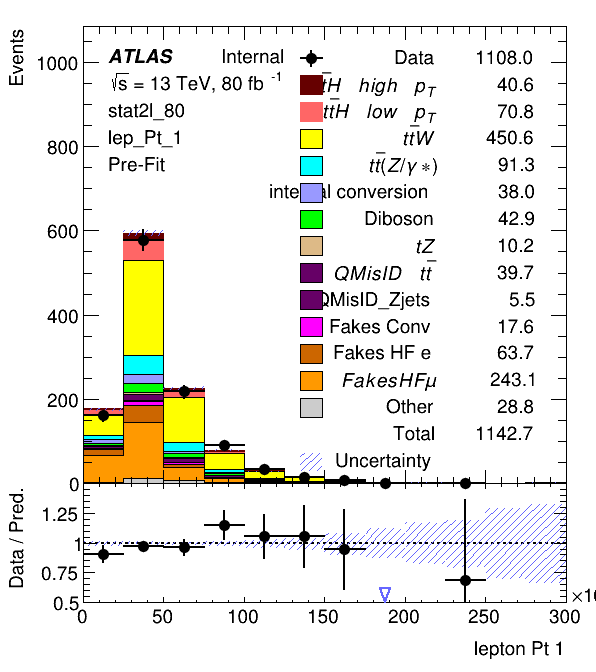 Events
1000
800
600
400
200
0
ATLAS Internal
√s = 13 TeV, 80 fb⁻¹
stat2l_80
lep_Pt_1
Pre-Fit
Data 1108.0
tt̄H high p_T 40.6
tt̄H low p_T 70.8
tt̄W 450.6
tt̄(Z/γ*) 91.3
conversion 38.0
Diboson 42.9
tZ̄ 10.2
QMisID tt̄ 39.7
QMisID_Zjets 5.5
Fakes Conv 17.6
Fakes HF e 63.7
FakesHFμ 243.1
Other 28.8
Total 1142.7
Uncertainty
Data / Pred.
1.25
1
0.75
0.5
0 50 100 150 200 250 300
lepton Pt 1